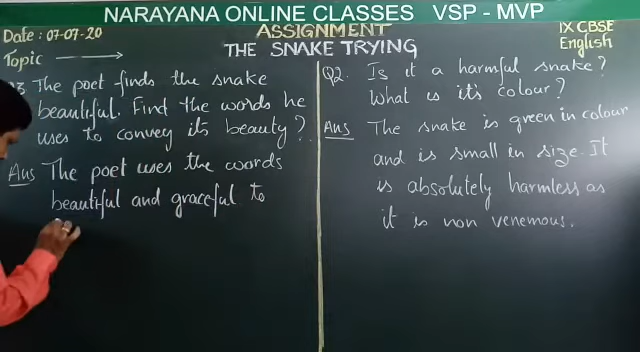 NARAYANA ONLINE CLASSES VSP - MVP
Date: 07-07-20
ASSIGNMENT
IX CBSE
Topic
THE SNAKE TRYING
English
3 The poet finds the snake
beautiful. Find the words he
uses to convey its beauty?
Ans The poet uses the words
beautiful and graceful to
Q2. Is it a harmful snake?
What is it's colour?
Ans The snake is green in colour
and is small in size. It
is absolutely harmless as
it is non venemous.